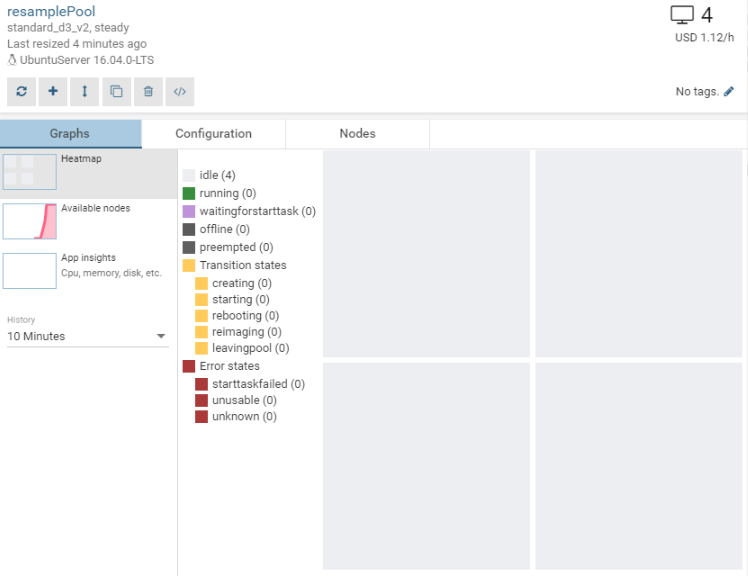 resamplePool
4
standard_d3_v2, steady
USD 1.12/h
Last resized 4 minutes ago
UbuntuServer 16.04.0-LTS
No tags.
Graphs
Configuration
Nodes
Heatmap
Available nodes
App insights
Cpu, memory, disk, etc.
History
10 Minutes
idle (4)
running (0)
waitingforstarttask (0)
offline (0)
preempted (0)
Transition states
creating (0)
starting (0)
rebooting (0)
reimaging (0)
leavingpool (0)
Error states
starttaskfailed (0)
unusable (0)
unknown (0)